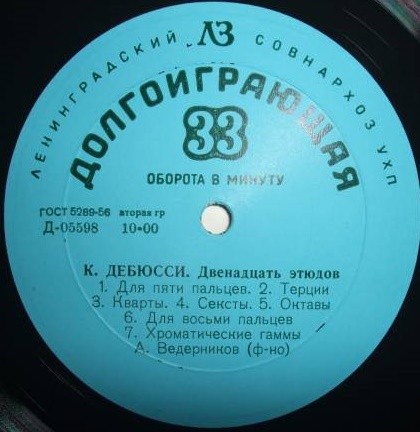 ЛЕНИНГРАДСКИЙ ЛЗ СОВНАРХОЗ УХП
ДОЛГОИГРАЮЩАЯ
33
ОБОРОТА В МИНУТУ
ГОСТ 5289-56 вторая гр
Д-05598 10-00
К. ДЕБЮССИ. Двенадцать этюдов
1. Для пяти пальцев. 2. Терции
3. Кварты. 4. Сексты. 5. Октавы
6. Для восьми пальцев
7. Хроматические гаммы
А. Ведерников (ф-но)